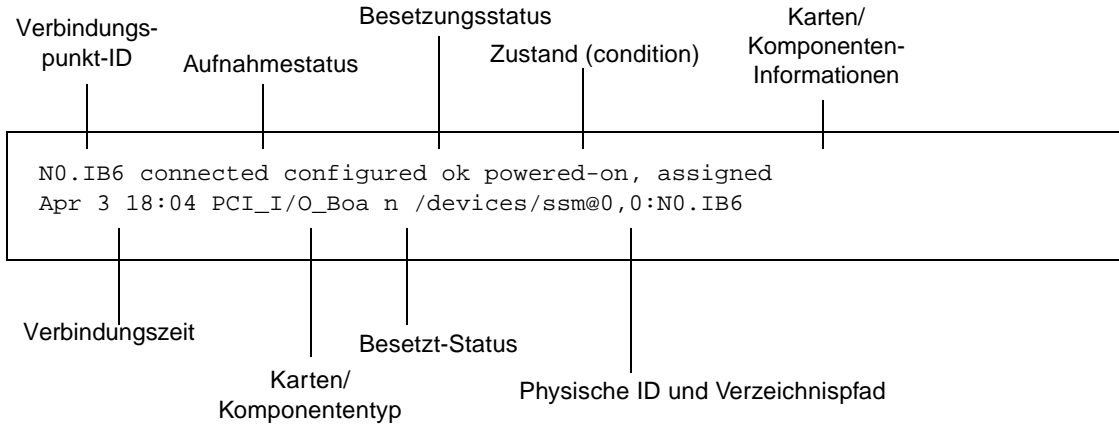 Verbindungs-
punkt-ID
Aufnahmestatus
Besetzungsstatus
Zustand (condition)
Karten/
Komponenten-
Informationen
N0.IB6 connected configured ok powered-on, assigned
Apr 3 18:04 PCI_I/O_Boa n /devices/ssm@0,0:N0.IB6
Verbindungszeit
Karten/
Komponententyp
Besetzt-Status
Physische ID und Verzeichnispfad